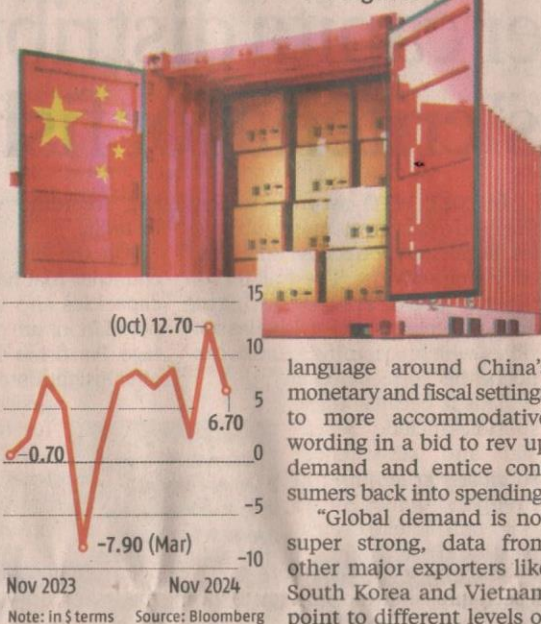 15
(Oct) 12.70
10
5
6.70
0.70
0
-5
-7.90 (Mar)
-10
Nov 2023 Nov 2024
Note: in $ terms Source: Bloomberg
language around China'
monetary and fiscal setting
to more accommodative
wording in a bid to rev up
demand and entice con
sumers back into spending
“Global demand is no
super strong, data from
other major exporters like
South Korea and Vietnam
point to different levels o